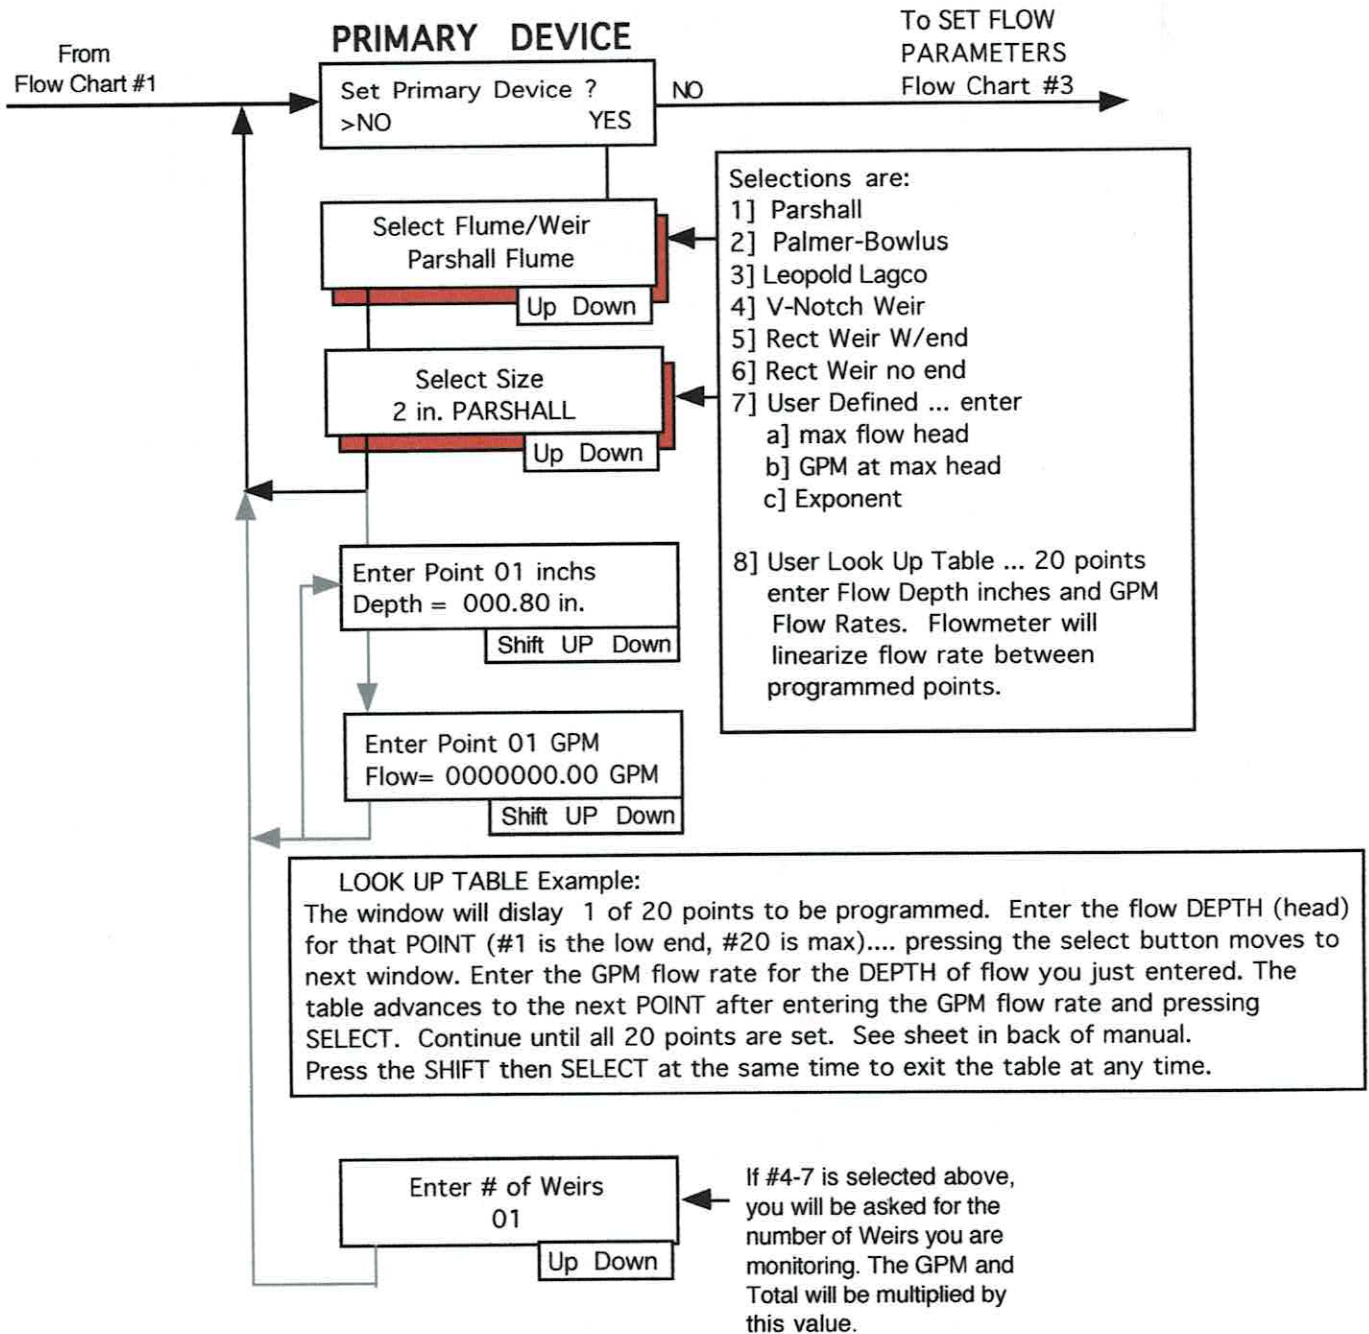 From
Flow Chart #1
PRIMARY DEVICE
Set Primary Device ?
>NO YES
NO
To SET FLOW
PARAMETERS
Flow Chart #3
Select Flume/Weir
Parshall Flume
Up Down
Select Size
2 in. PARSHALL
Up Down
Selections are:
1] Parshall
2] Palmer-Bowlus
3] Leopold Lagco
4] V-Notch Weir
5] Rect Weir W/end
6] Rect Weir no end
7] User Defined ... enter
a] max flow head
b] GPM at max head
c] Exponent
8] User Look Up Table ... 20 points
enter Flow Depth inches and GPM
Flow Rates. Flowmeter will
linearize flow rate between
programmed points.
Enter Point 01 inchs
Depth = 000.80 in.
Shift UP Down
Enter Point 01 GPM
Flow= 0000000.00 GPM
Shift UP Down
LOOK UP TABLE Example:
The window will dislay 1 of 20 points to be programmed. Enter the flow DEPTH (head)
for that POINT (#1 is the low end, #20 is max).... pressing the select button moves to
next window. Enter the GPM flow rate for the DEPTH of flow you just entered. The
table advances to the next POINT after entering the GPM flow rate and pressing
SELECT. Continue until all 20 points are set. See sheet in back of manual.
Press the SHIFT then SELECT at the same time to exit the table at any time.
Enter # of Weirs
01
Up Down
If #4-7 is selected above,
you will be asked for the
number of Weirs you are
monitoring. The GPM and
Total will be multiplied by
this value.